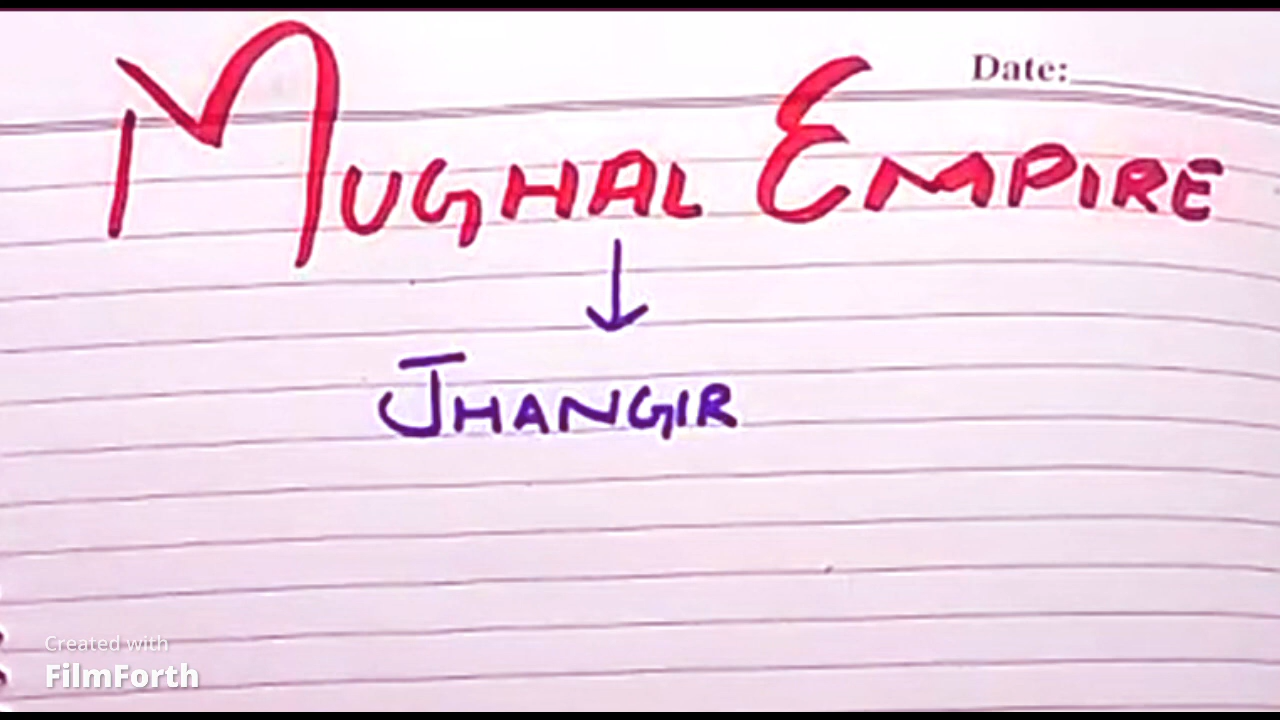 Date:
MUGHAL EMPIRE
JHANGIR
Created with
FilmForth